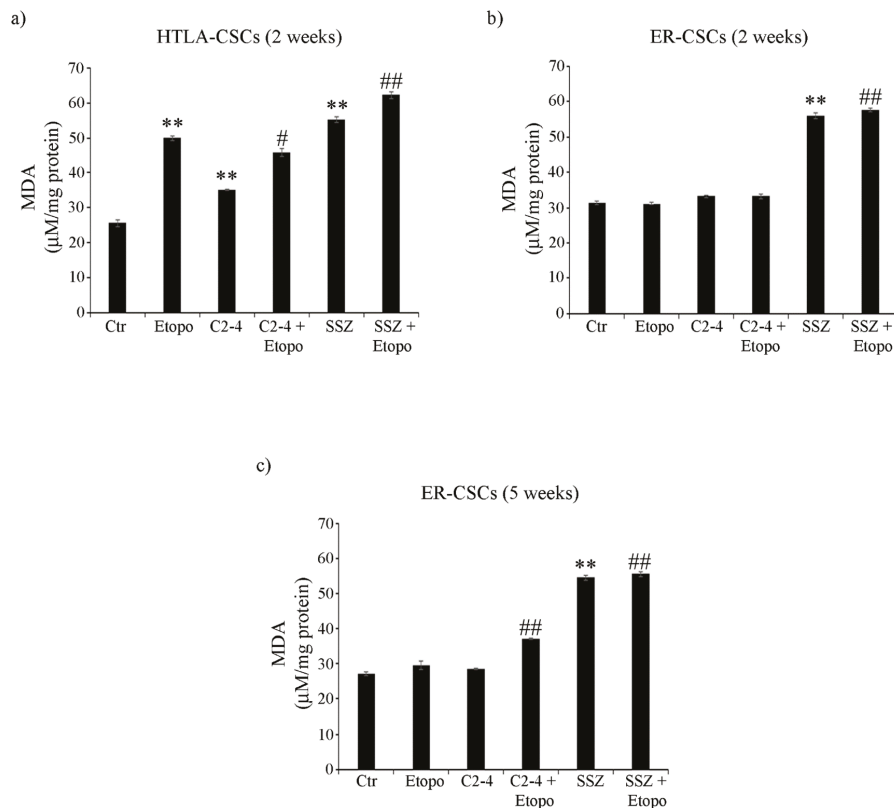 a)
HTLA-CSCs (2 weeks)
MDA
(µM/mg protein)
70
60
50
40
30
20
10
0
**
**
#
**
##
Ctr Etopo C2-4 C2-4 + SSZ SSZ +
Etopo Etopo
b)
ER-CSCs (2 weeks)
MDA
(µM/mg protein)
70
60
50
40
30
20
10
0
**
##
Ctr Etopo C2-4 C2-4 + SSZ SSZ +
Etopo Etopo
c)
ER-CSCs (5 weeks)
MDA
(µM/mg protein)
70
60
50
40
30
20
10
0
##
**
##
Ctr Etopo C2-4 C2-4 + SSZ SSZ +
Etopo Etopo